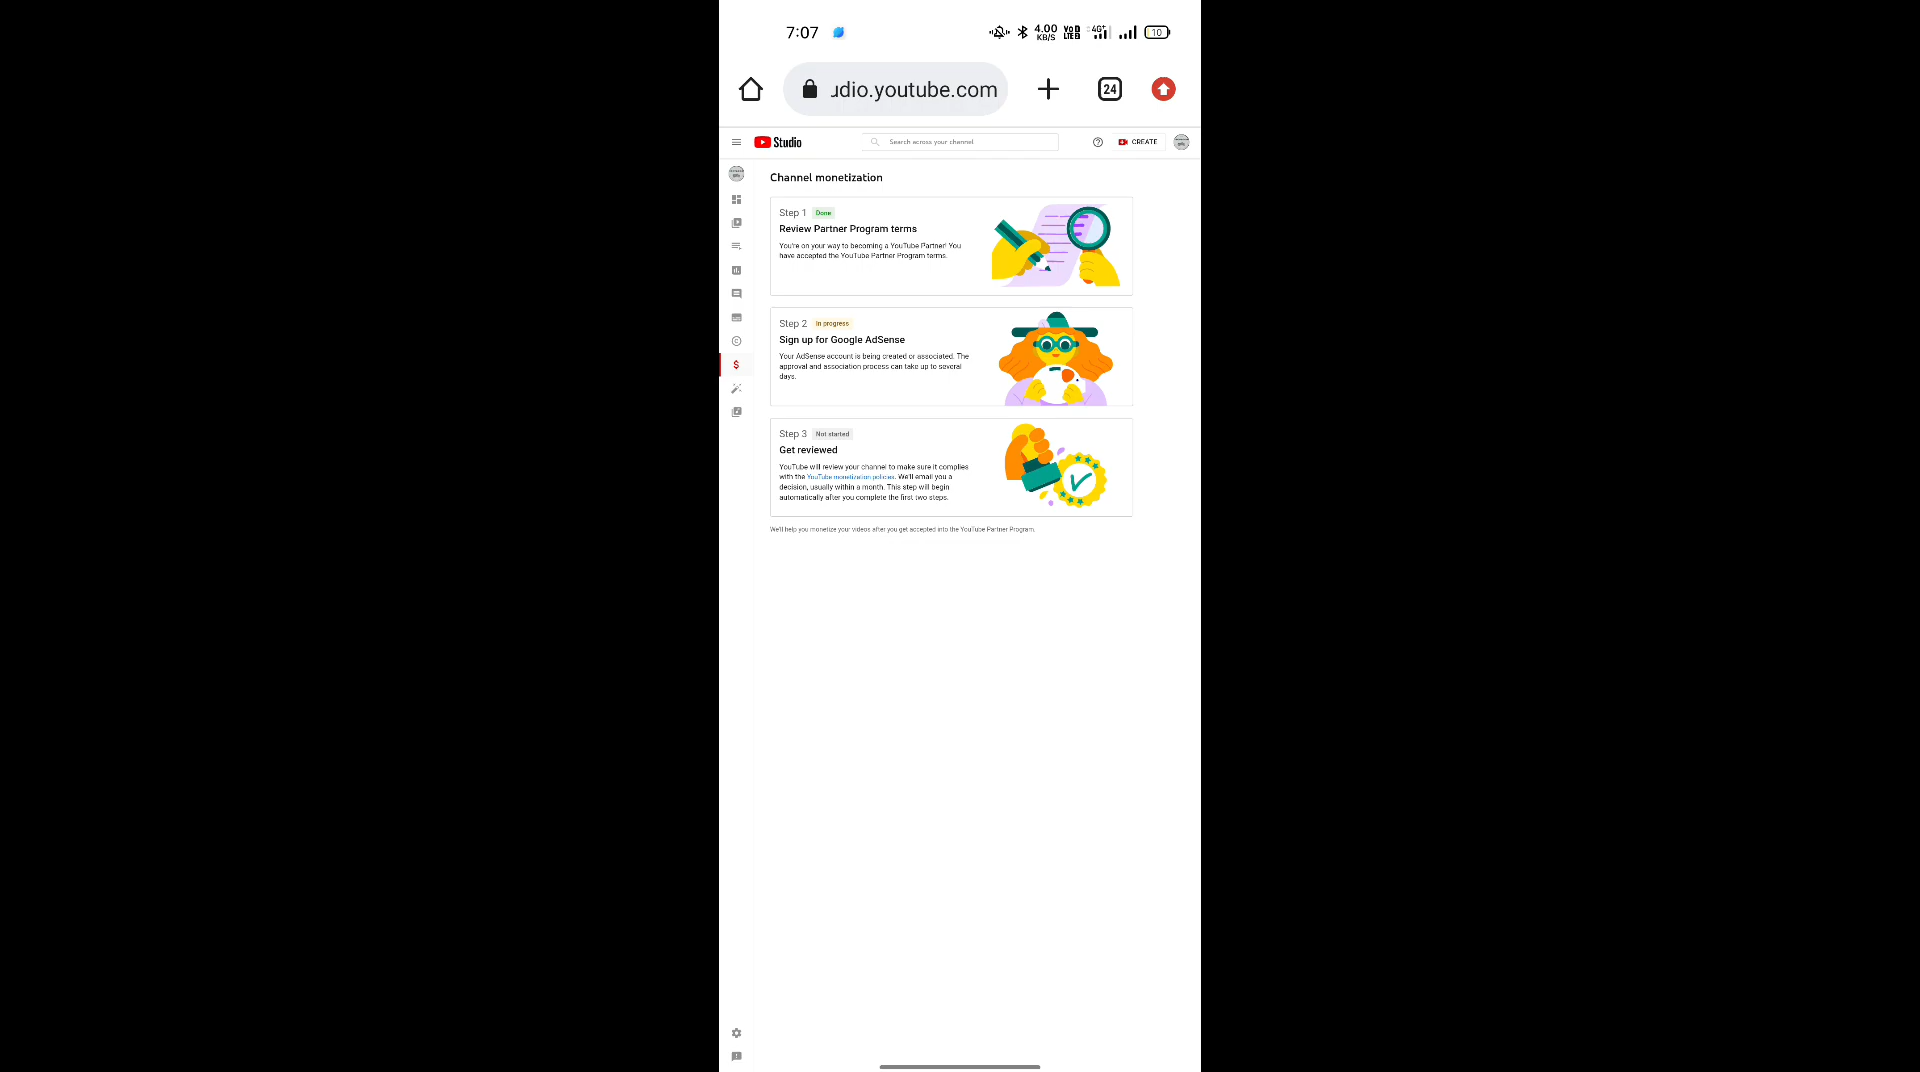 7:07
4.00
KB/S
VoD
LTE
4G+
10
udio.youtube.com
24
Studio
Search across your channel
CREATE
Channel monetization
Step 1 Done
Review Partner Program terms
You're on your way to becoming a YouTube Partner! You
have accepted the YouTube Partner Program terms.
Step 2 In progress
Sign up for Google AdSense
Your AdSense account is being created or associated. The
approval and association process can take up to several
days.
Step 3 Not started
Get reviewed
YouTube will review your channel to make sure it complies
with the YouTube monetization policies. We'll email you a
decision, usually within a month. This step will begin
automatically after you complete the first two steps.
We'll help you monetize your videos after you get accepted into the YouTube Partner Program.